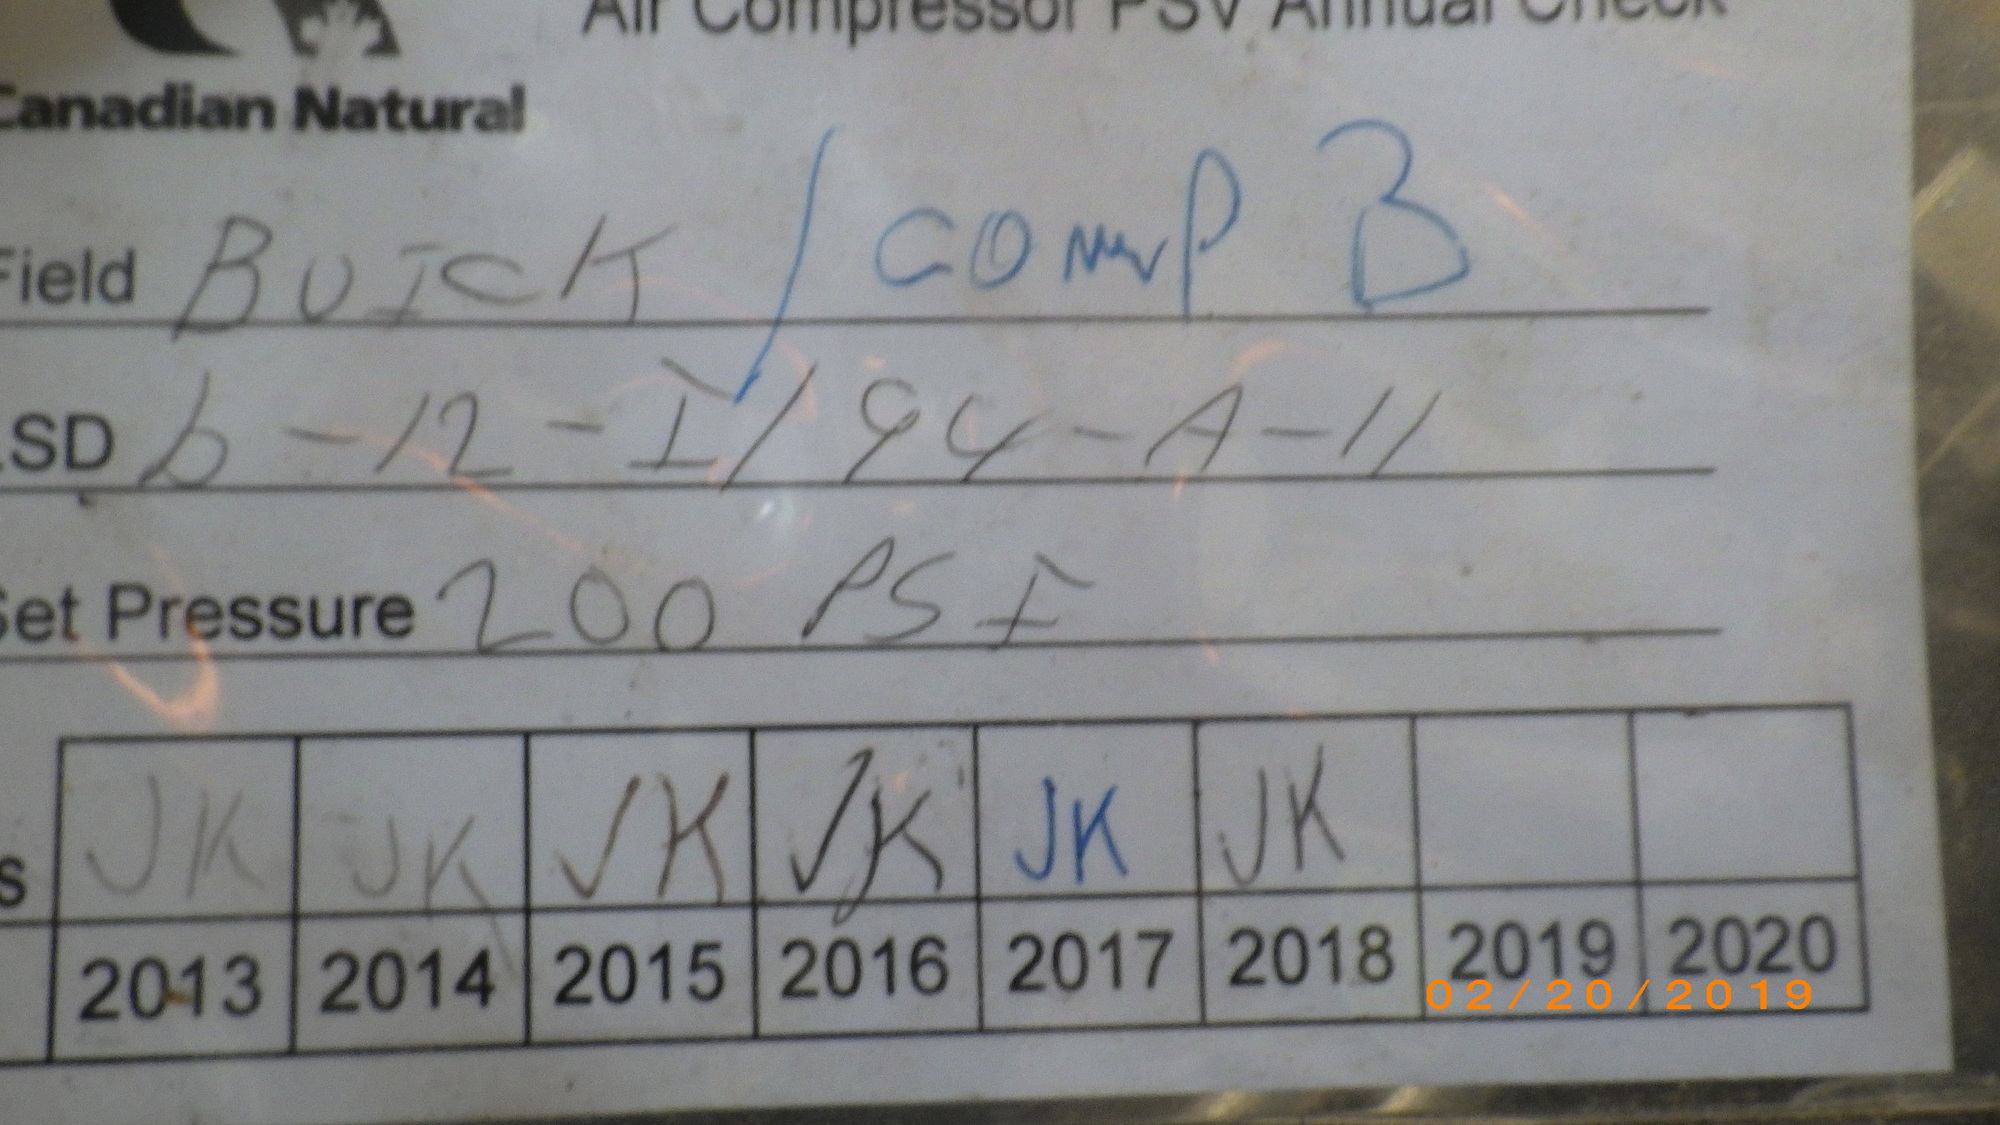 Air Compressor PSV Annual Check
Canadian Natural
Field BUICK / COMP B
LSD b-12-I/94-A-11
Set Pressure 200 PSI
JK JK JK JK JK JK
s
2013 2014 2015 2016 2017 2018 2019 2020
02/20/2019